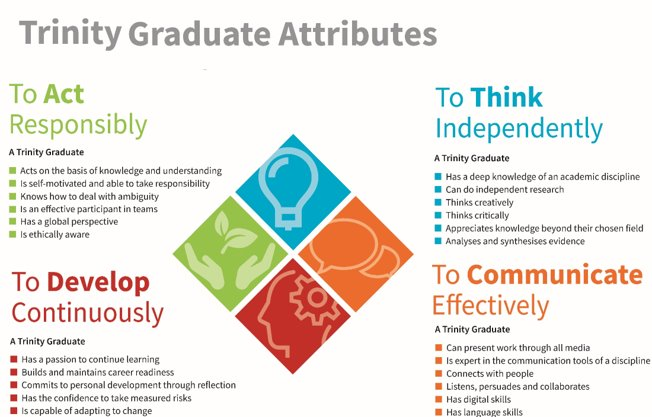 Trinity Graduate Attributes
To Act
Responsibly
A Trinity Graduate
Acts on the basis of knowledge and understanding
Is self-motivated and able to take responsibility
Knows how to deal with ambiguity
Is an effective participant in teams
Has a global perspective
Is ethically aware
To Think
Independently
A Trinity Graduate
Has a deep knowledge of an academic discipline
Can do independent research
Thinks creatively
Thinks critically
Appreciates knowledge beyond their chosen field
Analyses and synthesises evidence
To Develop
Continuously
A Trinity Graduate
Has a passion to continue learning
Builds and maintains career readiness
Commits to personal development through reflection
Has the confidence to take measured risks
Is capable of adapting to change
To Communicate
Effectively
A Trinity Graduate
Can present work through all media
Is expert in the communication tools of a discipline
Connects with people
Listens, persuades and collaborates
Has digital skills
Has language skills